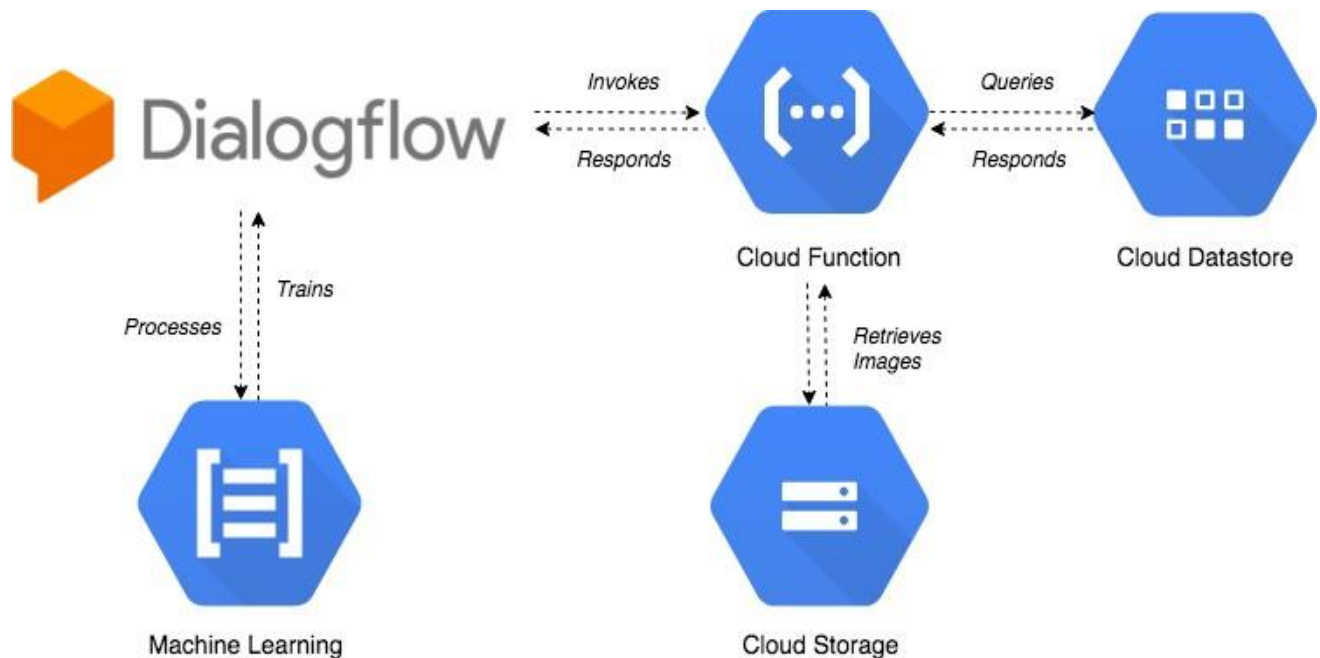 Dialogflow
Invokes
Responds
Queries
Responds
Cloud Function
Cloud Datastore
Processes
Trains
Retrieves
Images
Machine Learning
Cloud Storage